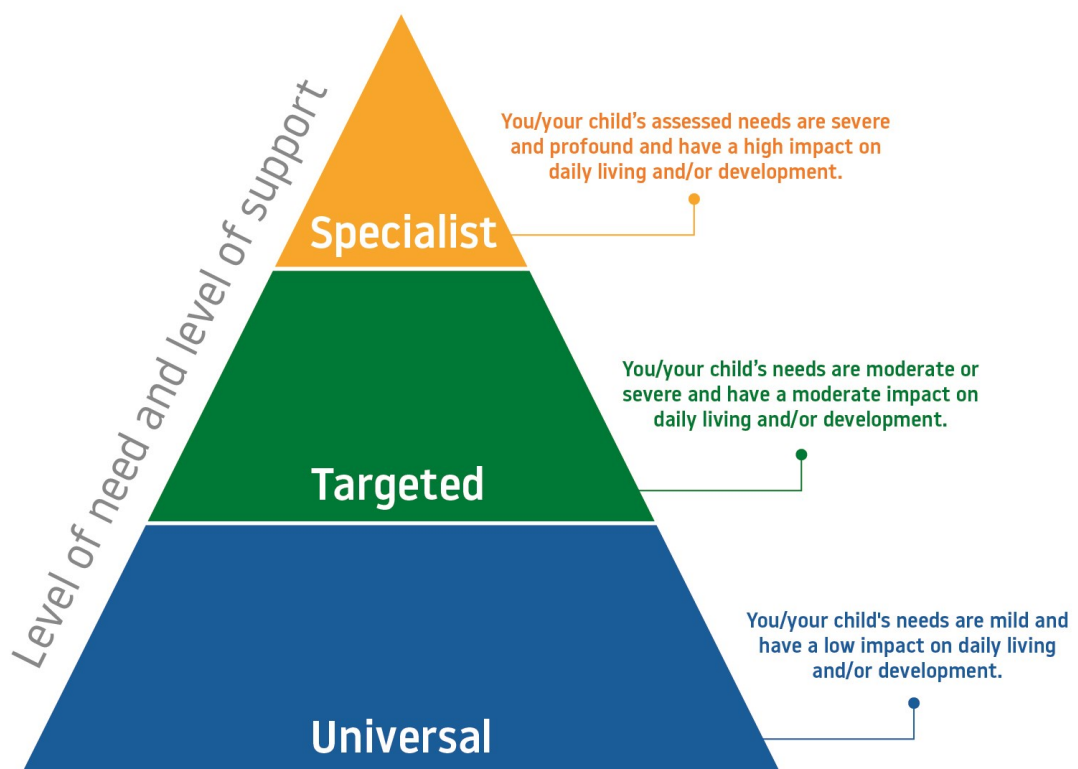 Level of need and level of support
You/your child’s assessed needs are severe
and profound and have a high impact on
daily living and/or development.
Specialist
You/your child’s needs are moderate or
severe and have a moderate impact on
daily living and/or development.
Targeted
You/your child's needs are mild and
have a low impact on daily living
and/or development.
Universal